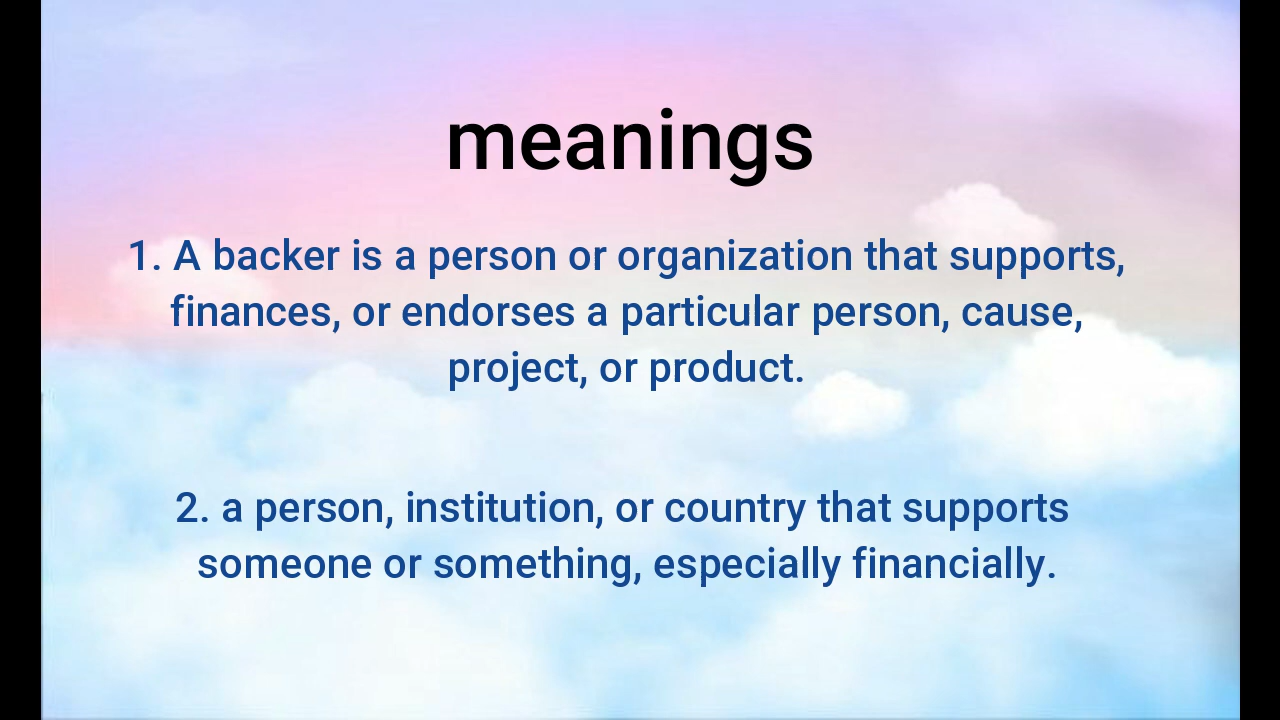 meanings
1. A backer is a person or organization that supports,
finances, or endorses a particular person, cause,
project, or product.
2. a person, institution, or country that supports
someone or something, especially financially.